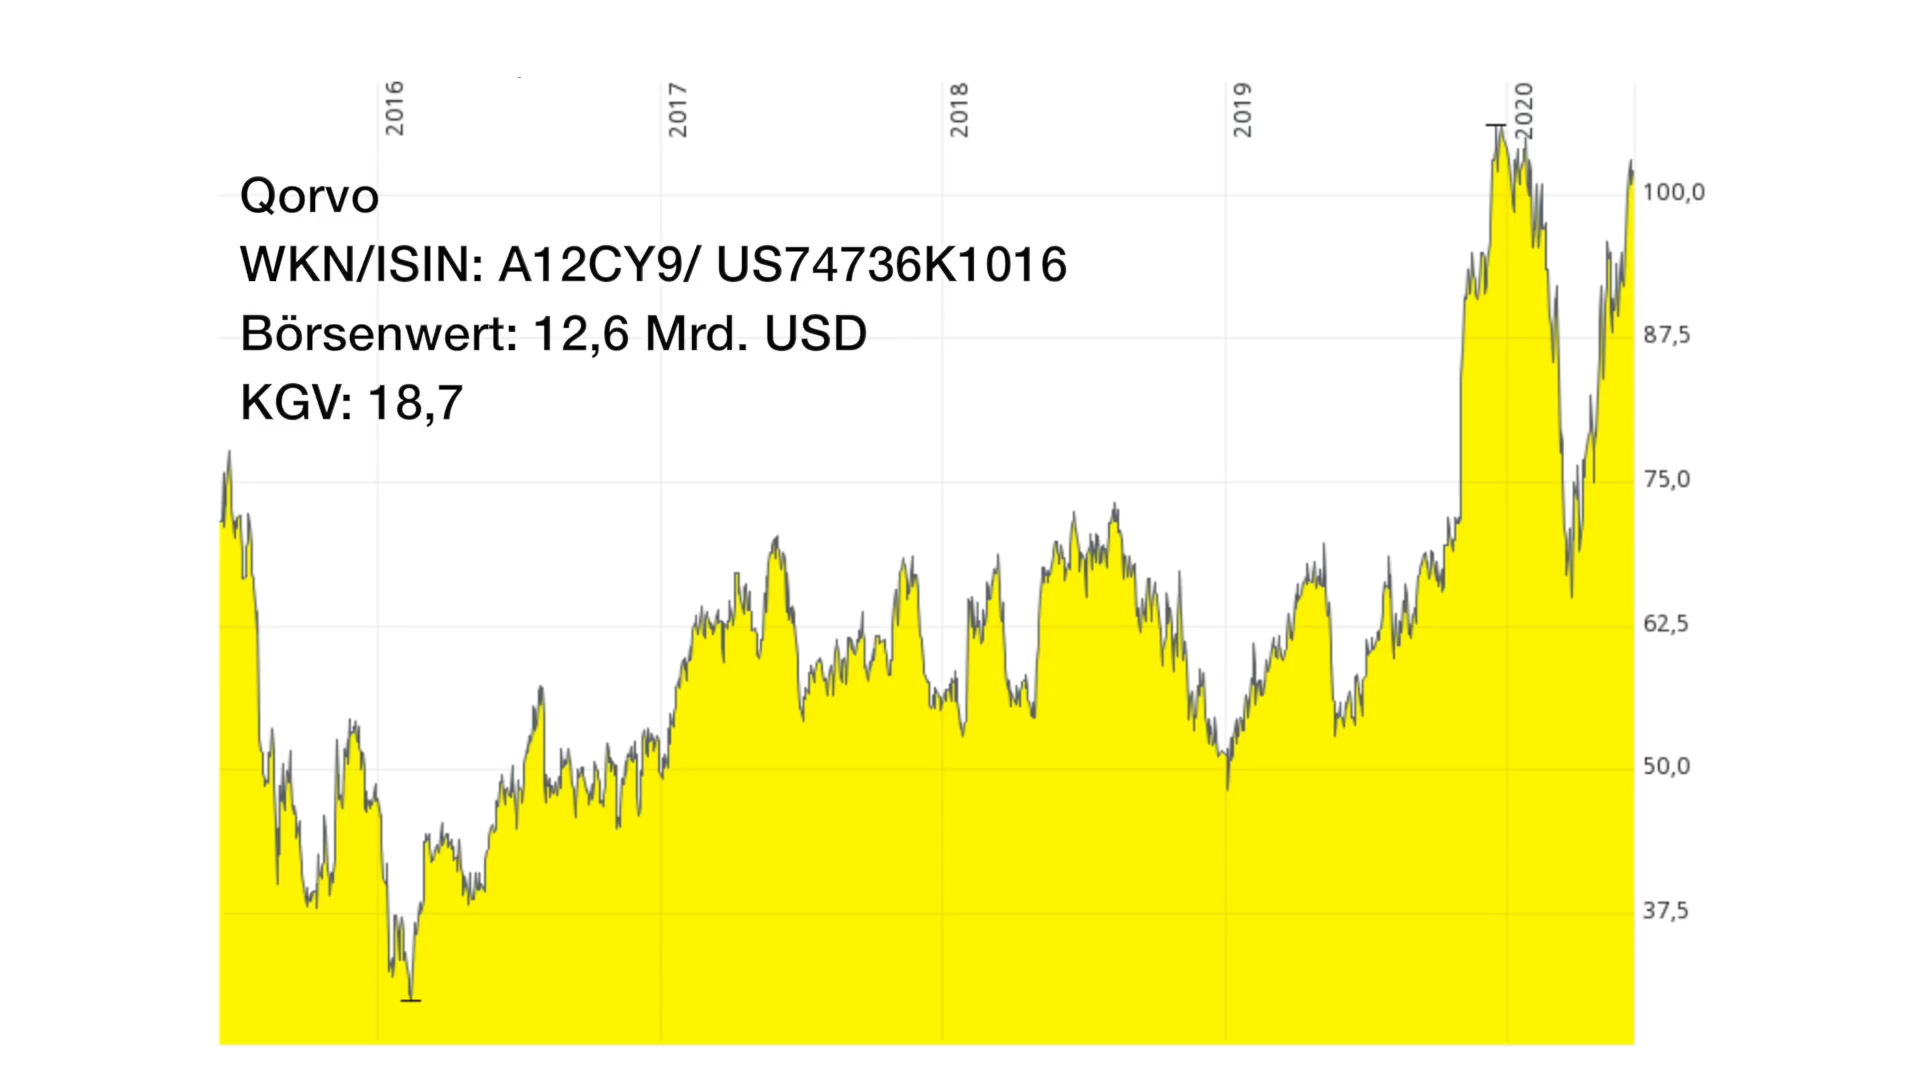 2016
2017
2018
2019
2020
Qorvo
WKN/ISIN: A12CY9/ US74736K1016
Börsenwert: 12,6 Mrd. USD
KGV: 18,7
100,0
87,5
75,0
62,5
50,0
37,5